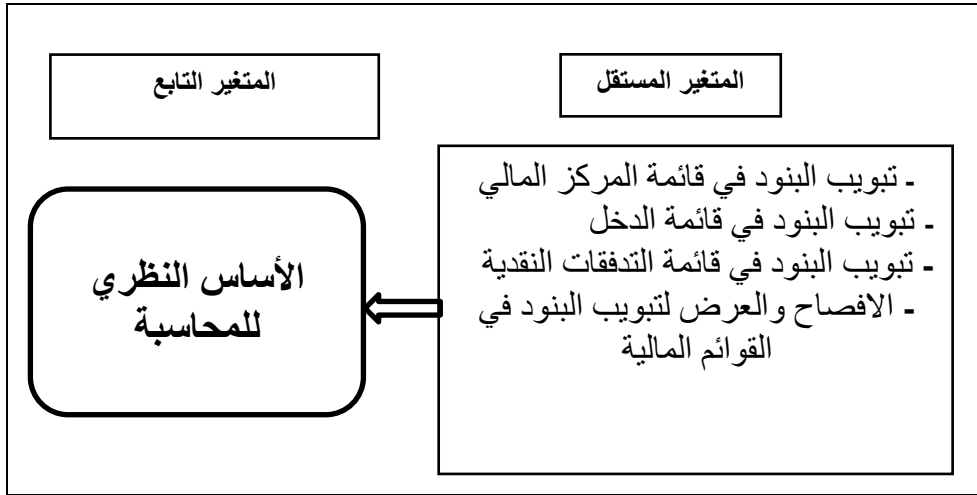 المتغير المستقل
المتغير التابع
- تبويب البنود في قائمة المركز المالي
- تبويب البنود في قائمة الدخل
- تبويب البنود في قائمة التدفقات النقدية
- الافصاح والعرض لتبويب البنود في
القوائم المالية
الأساس النظري
للمحاسبة